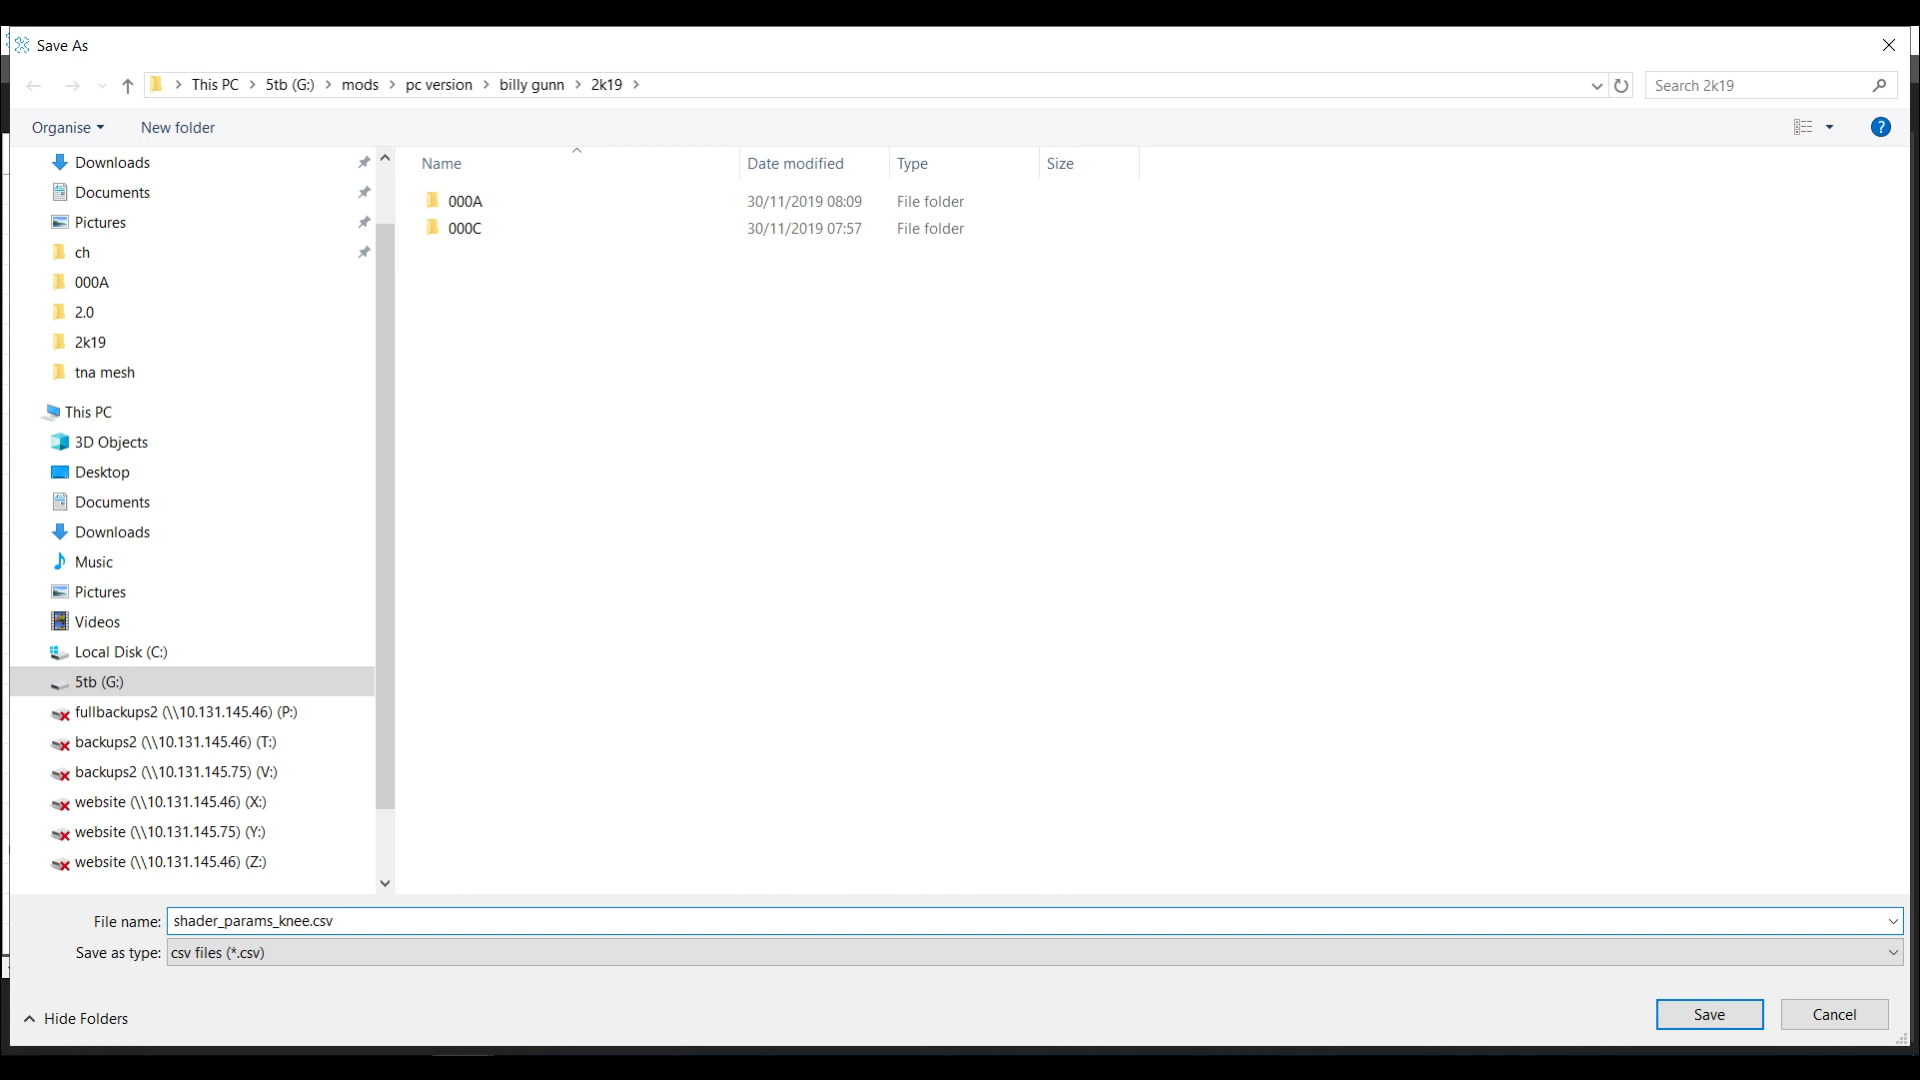 Save As
This PC > 5tb (G:) > mods > pc version > billy gunn > 2k19 >
Search 2k19
Organise
New folder
?
Name
Date modified
Type
Size
000A 30/11/2019 08:09 File folder
000C 30/11/2019 07:57 File folder
Downloads
Documents
Pictures
ch
000A
2.0
2k19
tna mesh
This PC
3D Objects
Desktop
Documents
Downloads
Music
Pictures
Videos
Local Disk (C:)
5tb (G:)
fullbackups2 (\\10.131.145.46) (P:)
backups2 (\\10.131.145.46) (T:)
backups2 (\\10.131.145.75) (V:)
website (\\10.131.145.46) (X:)
website (\\10.131.145.75) (Y:)
website (\\10.131.145.46) (Z:)
File name: shader_params_knee.csv
Save as type: csv files (*.csv)
Hide Folders
Save
Cancel